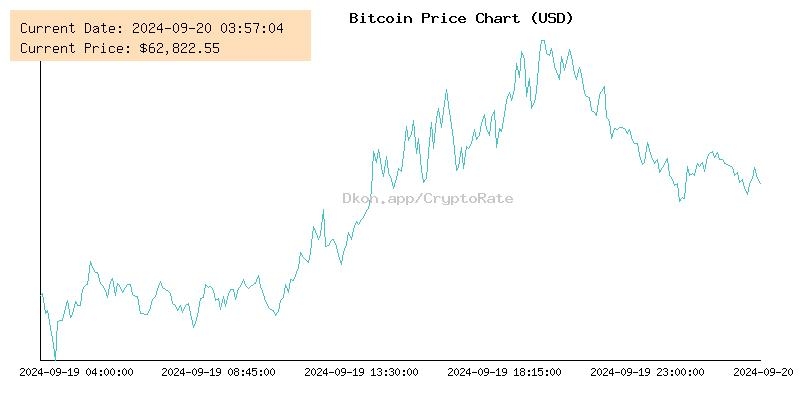 Bitcoin Price Chart (USD)
Current Date: 2024-09-20 03:57:04
Current Price: $62,822.55
Dkon.app/CryptoRate
2024-09-19 04:00:00 2024-09-19 08:45:00 2024-09-19 13:30:00 2024-09-19 18:15:00 2024-09-19 23:00:00 2024-09-20